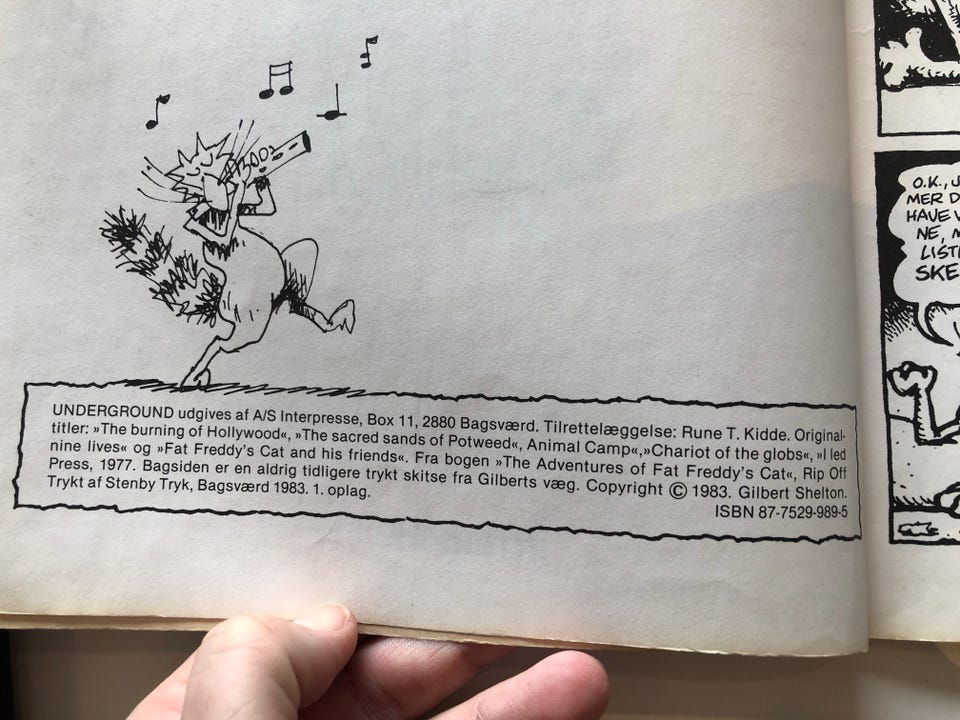 UNDERGROUND udgives af A/S Interpresse, Box 11, 2880 Bagsværd. Tilrettelæggelse: Rune T. Kidde. Original-
titler: »The burning of Hollywood«, »The sacred sands of Potweed«, Animal Camp«,»Chariot of the globs«, »I led
nine lives« og »Fat Freddy's Cat and his friends«. Fra bogen »The Adventures of Fat Freddy's Cat«, Rip Off
Press, 1977. Bagsiden er en aldrig tidligere trykt skitse fra Gilberts væg. Copyright © 1983. Gilbert Shelton.
Trykt af Stenby Tryk, Bagsværd 1983. 1. oplag.
ISBN 87-7529-989-5
O.K., J
MER D
HAVE V
NE, M
LIST
SKE